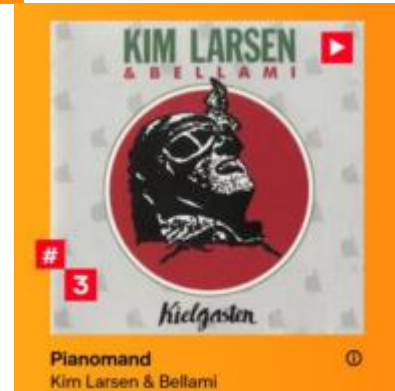 KIM LARSEN
& BELLAMI
Kielgasten
#
3
Pianomand
Kim Larsen & Bellami